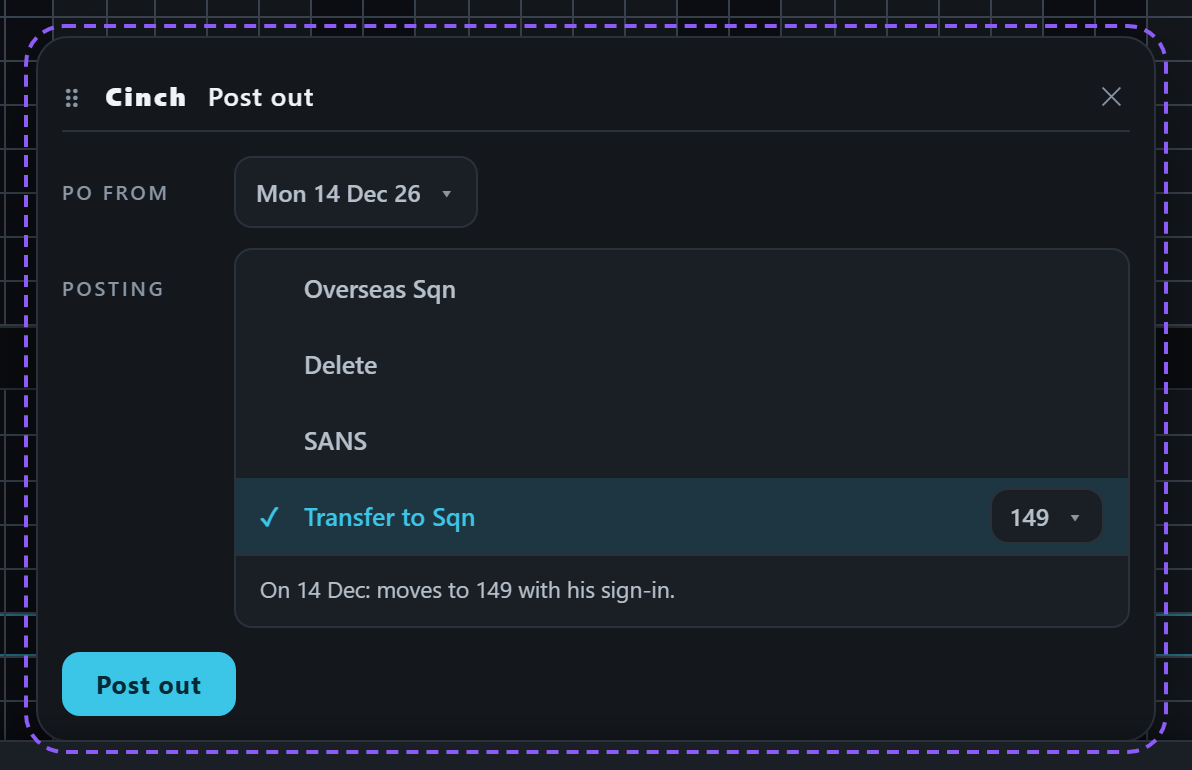 Cinch Post out
PO FROM
Mon 14 Dec 26
POSTING
Overseas Sqn
Delete
SANS
Transfer to Sqn
149
On 14 Dec: moves to 149 with his sign-in.
Post out